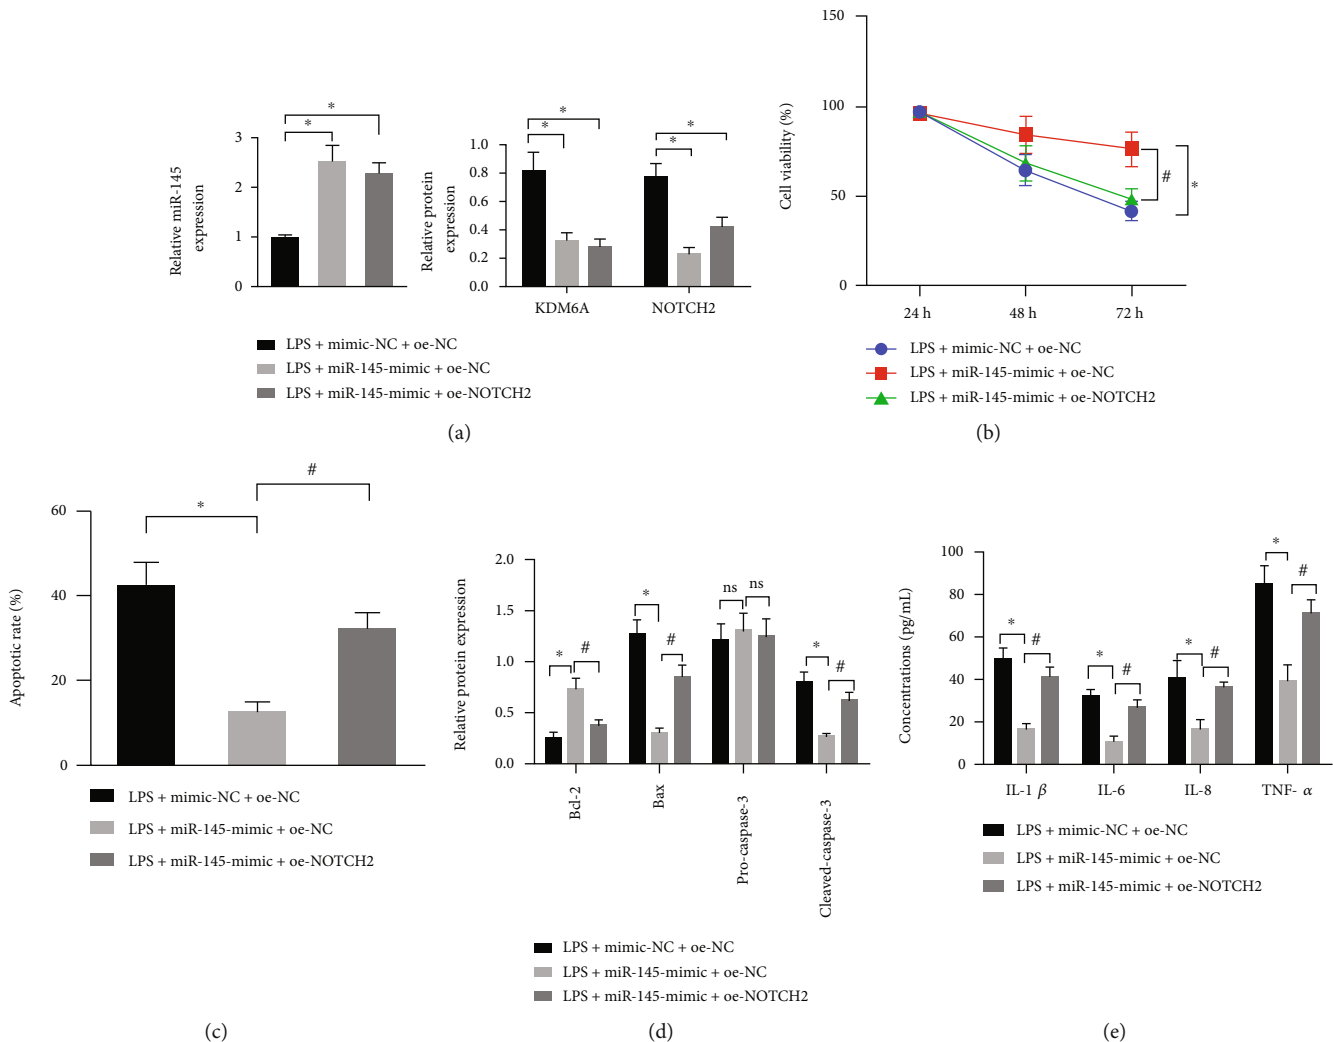 Relative miR-145
expression
3
2
1
0
*
*
Relative protein
expression
1.0
0.8
0.6
0.4
0.2
0.0
*
*
*
*
KDM6A
NOTCH2
LPS + mimic-NC + oe-NC
LPS + miR-145-mimic + oe-NC
LPS + miR-145-mimic + oe-NOTCH2
(a)
Cell viability (%)
150
100
50
0
#
*
24 h
48 h
72 h
LPS + mimic-NC + oe-NC
LPS + miR-145-mimic + oe-NC
LPS + miR-145-mimic + oe-NOTCH2
(b)
Apoptotic rate (%)
60
40
20
0
*
#
LPS + mimic-NC + oe-NC
LPS + miR-145-mimic + oe-NC
LPS + miR-145-mimic + oe-NOTCH2
(c)
Relative protein expression
2.0
1.5
1.0
0.5
0.0
*
#
*
#
ns
ns
*
#
Bcl-2
Bax
Pro-caspase-3
Cleaved-caspase-3
LPS + mimic-NC + oe-NC
LPS + miR-145-mimic + oe-NC
LPS + miR-145-mimic + oe-NOTCH2
(d)
Concentrations (pg/mL)
100
80
60
40
20
0
*
#
*
#
*
#
*
#
IL-1 β
IL-6
IL-8
TNF- α
LPS + mimic-NC + oe-NC
LPS + miR-145-mimic + oe-NC
LPS + miR-145-mimic + oe-NOTCH2
(e)